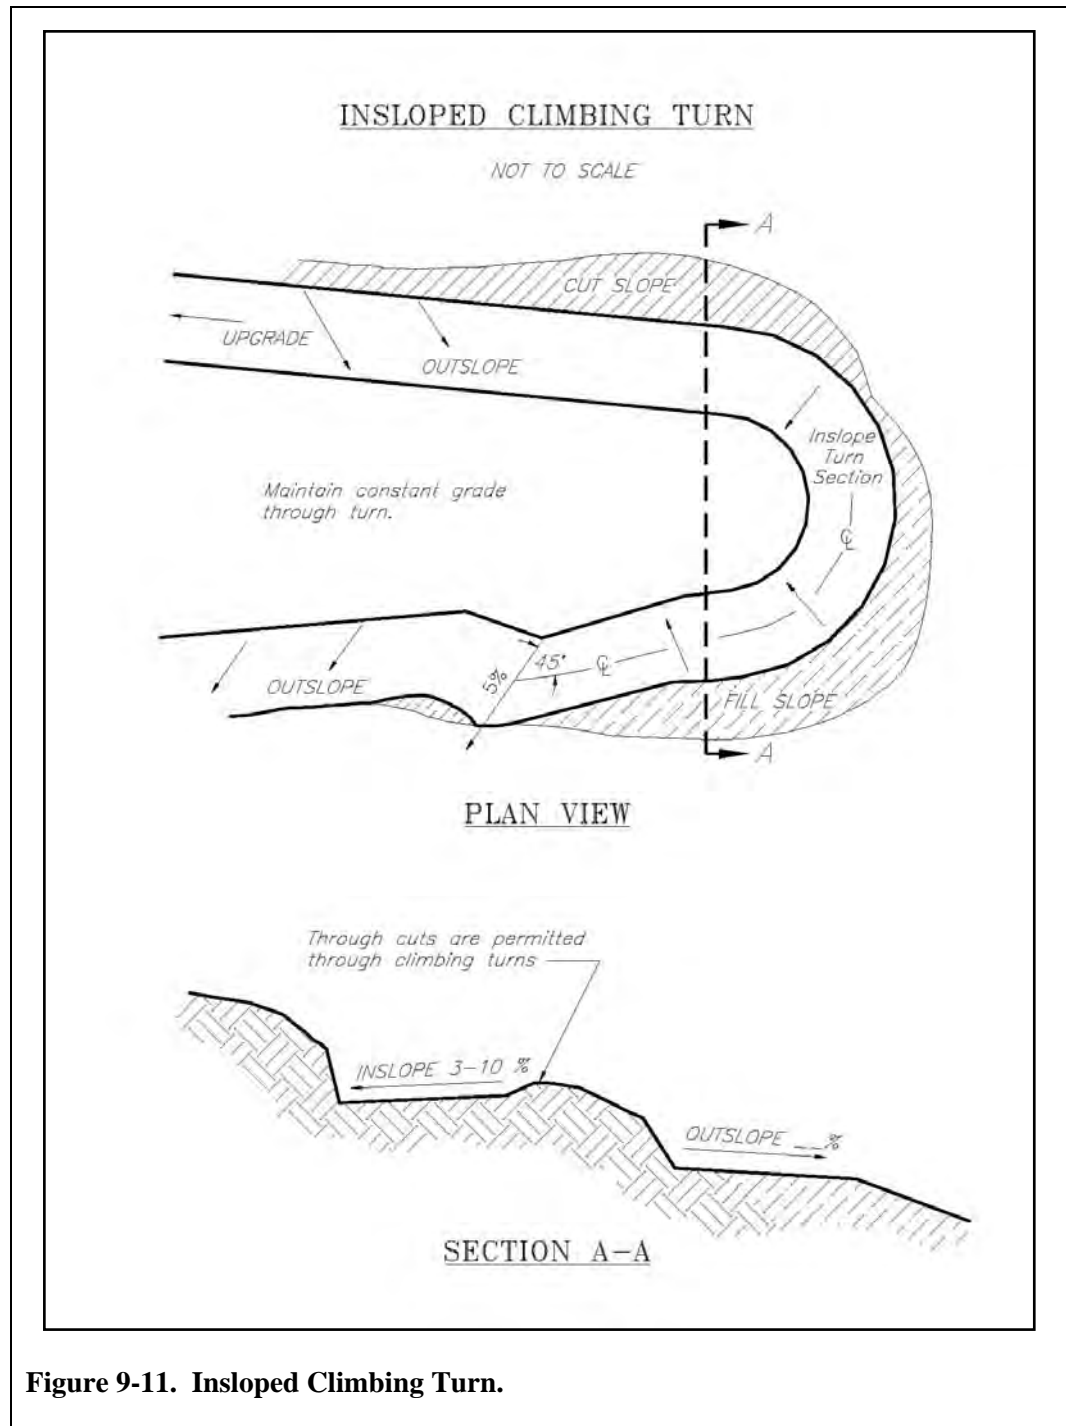 INSLOPED CLIMBING TURN
NOT TO SCALE
A
CUT SLOPE
UPGRADE
OUTSLOPE
Inslope
Turn
Section
Maintain constant grade
through turn.
℄
45°
℄
5%
OUTSLOPE
FILL SLOPE
A
PLAN VIEW
Through cuts are permitted
through climbing turns
INSLOPE 3-10 %
OUTSLOPE __%
SECTION A-A
Figure 9-11. Insloped Climbing Turn.